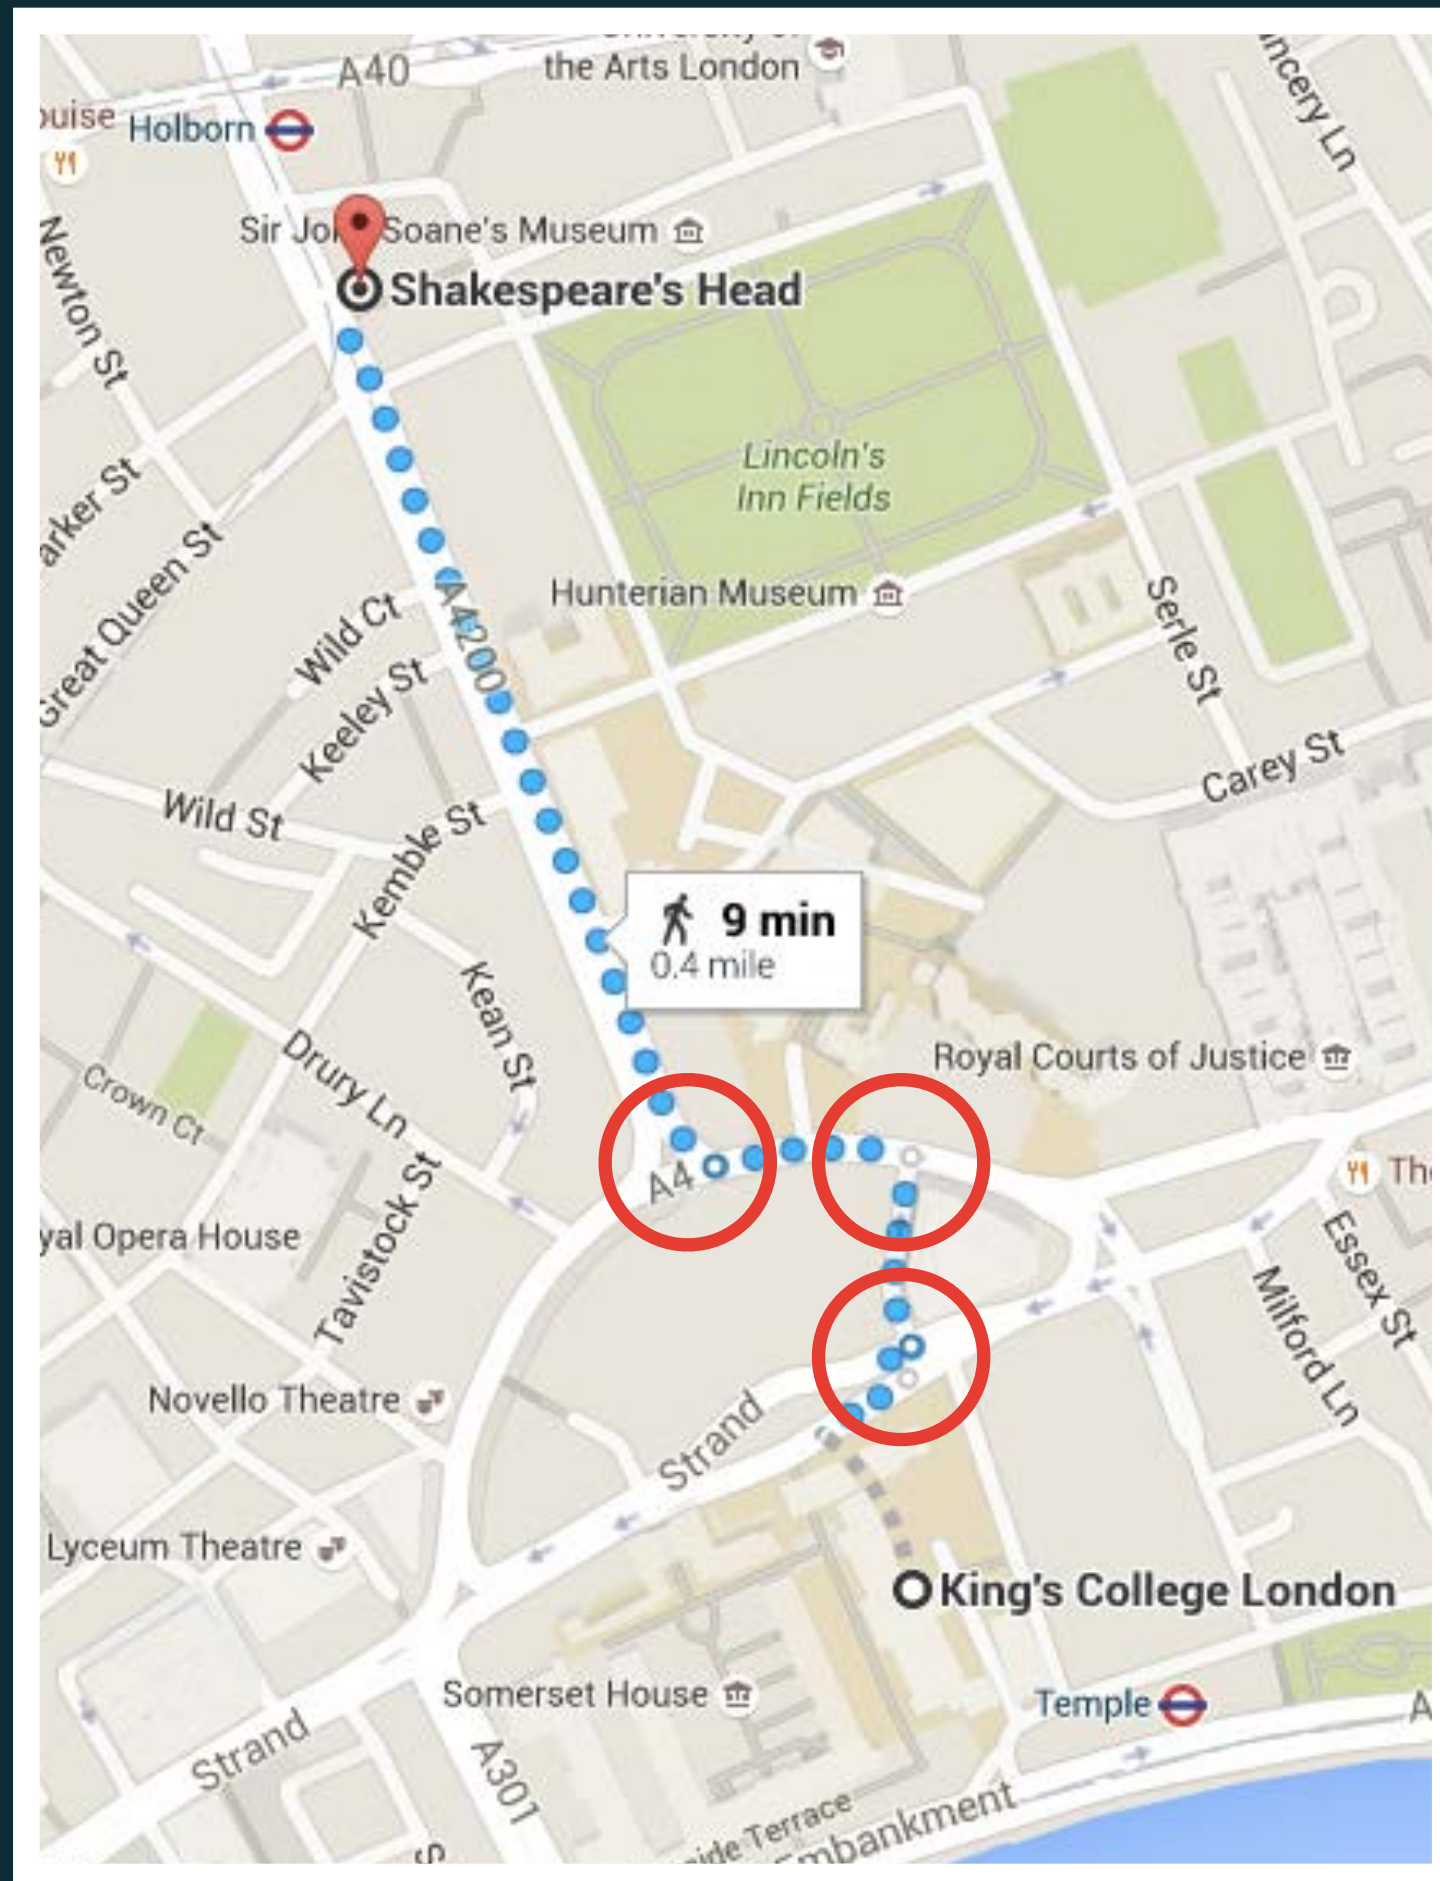 A40
the Arts London
Holborn
Sir Jo Soane's Museum
Shakespeare's Head
Newton St
Lincoln's
Inn Fields
Great Queen St
Hunterian Museum
Wild Ct
A4200
Keeley St
Serle St
Wild St
Kemble St
Carey St
9 min
0.4 mile
Kean St
Royal Courts of Justice
Drury Ln
Crown Ct
A4
Tavistock St
yal Opera House
Essex St
Milford Ln
Novello Theatre
Strand
Lyceum Theatre
King's College London
Somerset House
Temple
Strand
A301
Terrace
mbankment